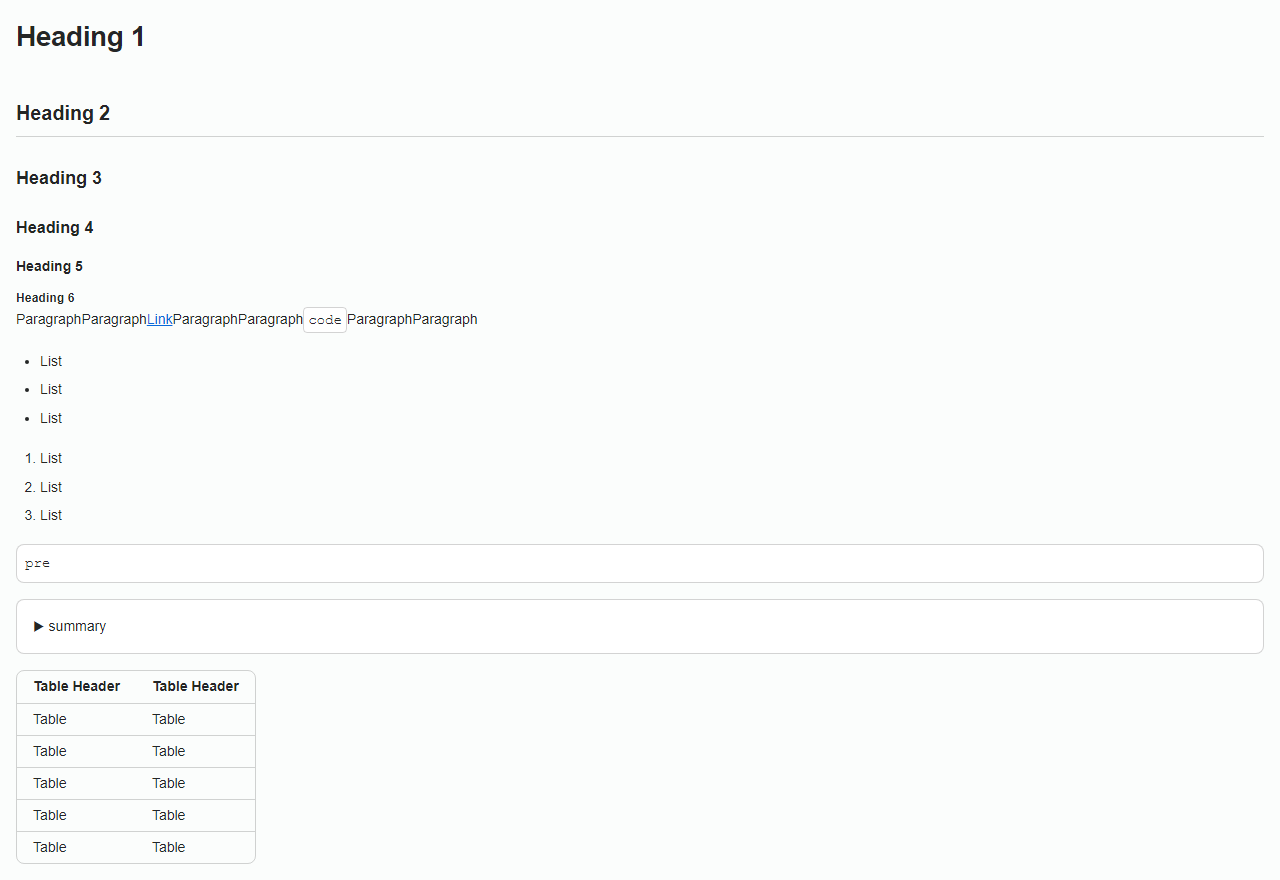 Heading 1
Heading 2
Heading 3
Heading 4
Heading 5
Heading 6
ParagraphParagraphLinkParagraphParagraph code ParagraphParagraph
• List
• List
• List
1. List
2. List
3. List
pre
▶ summary
Table Header Table Header
Table Table
Table Table
Table Table
Table Table
Table Table